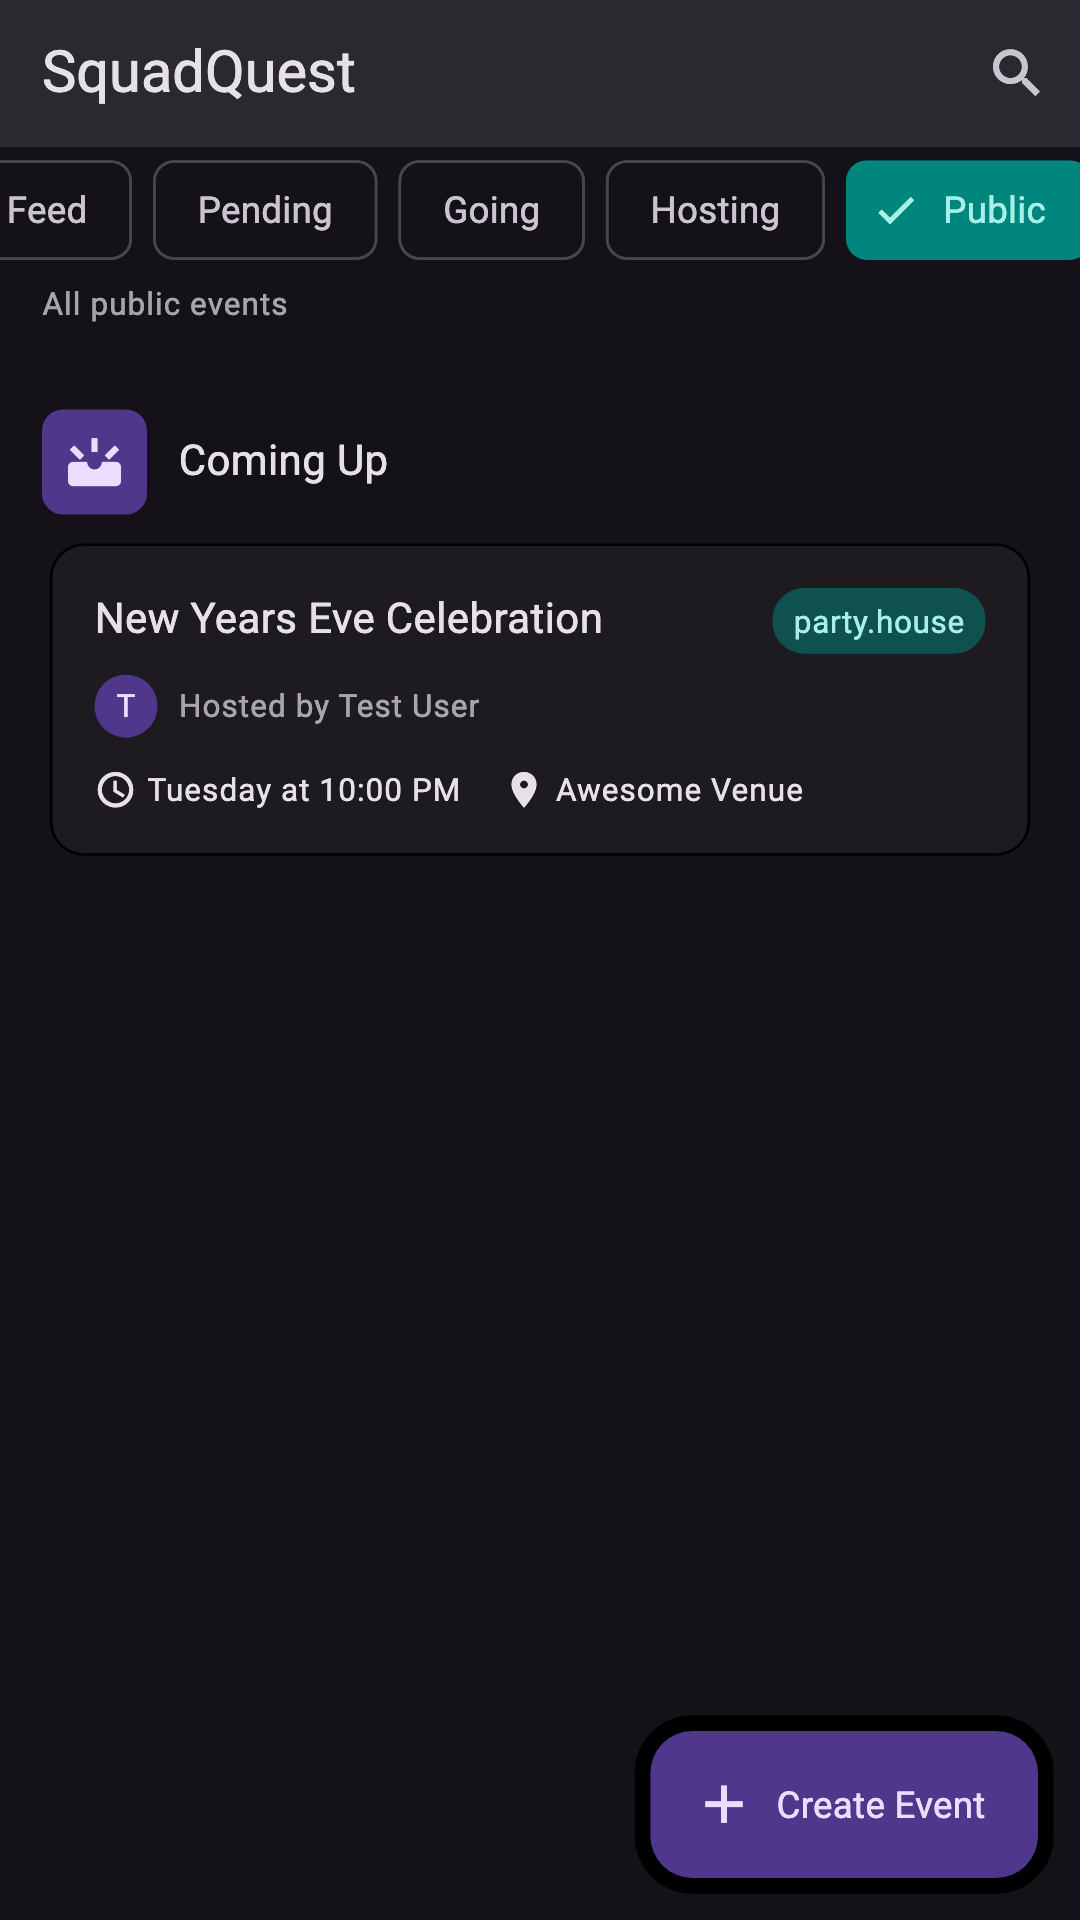 SquadQuest
Feed Pending Going Hosting Public
All public events
Coming Up
New Years Eve Celebration party.house
T Hosted by Test User
Tuesday at 10:00 PM Awesome Venue
Create Event